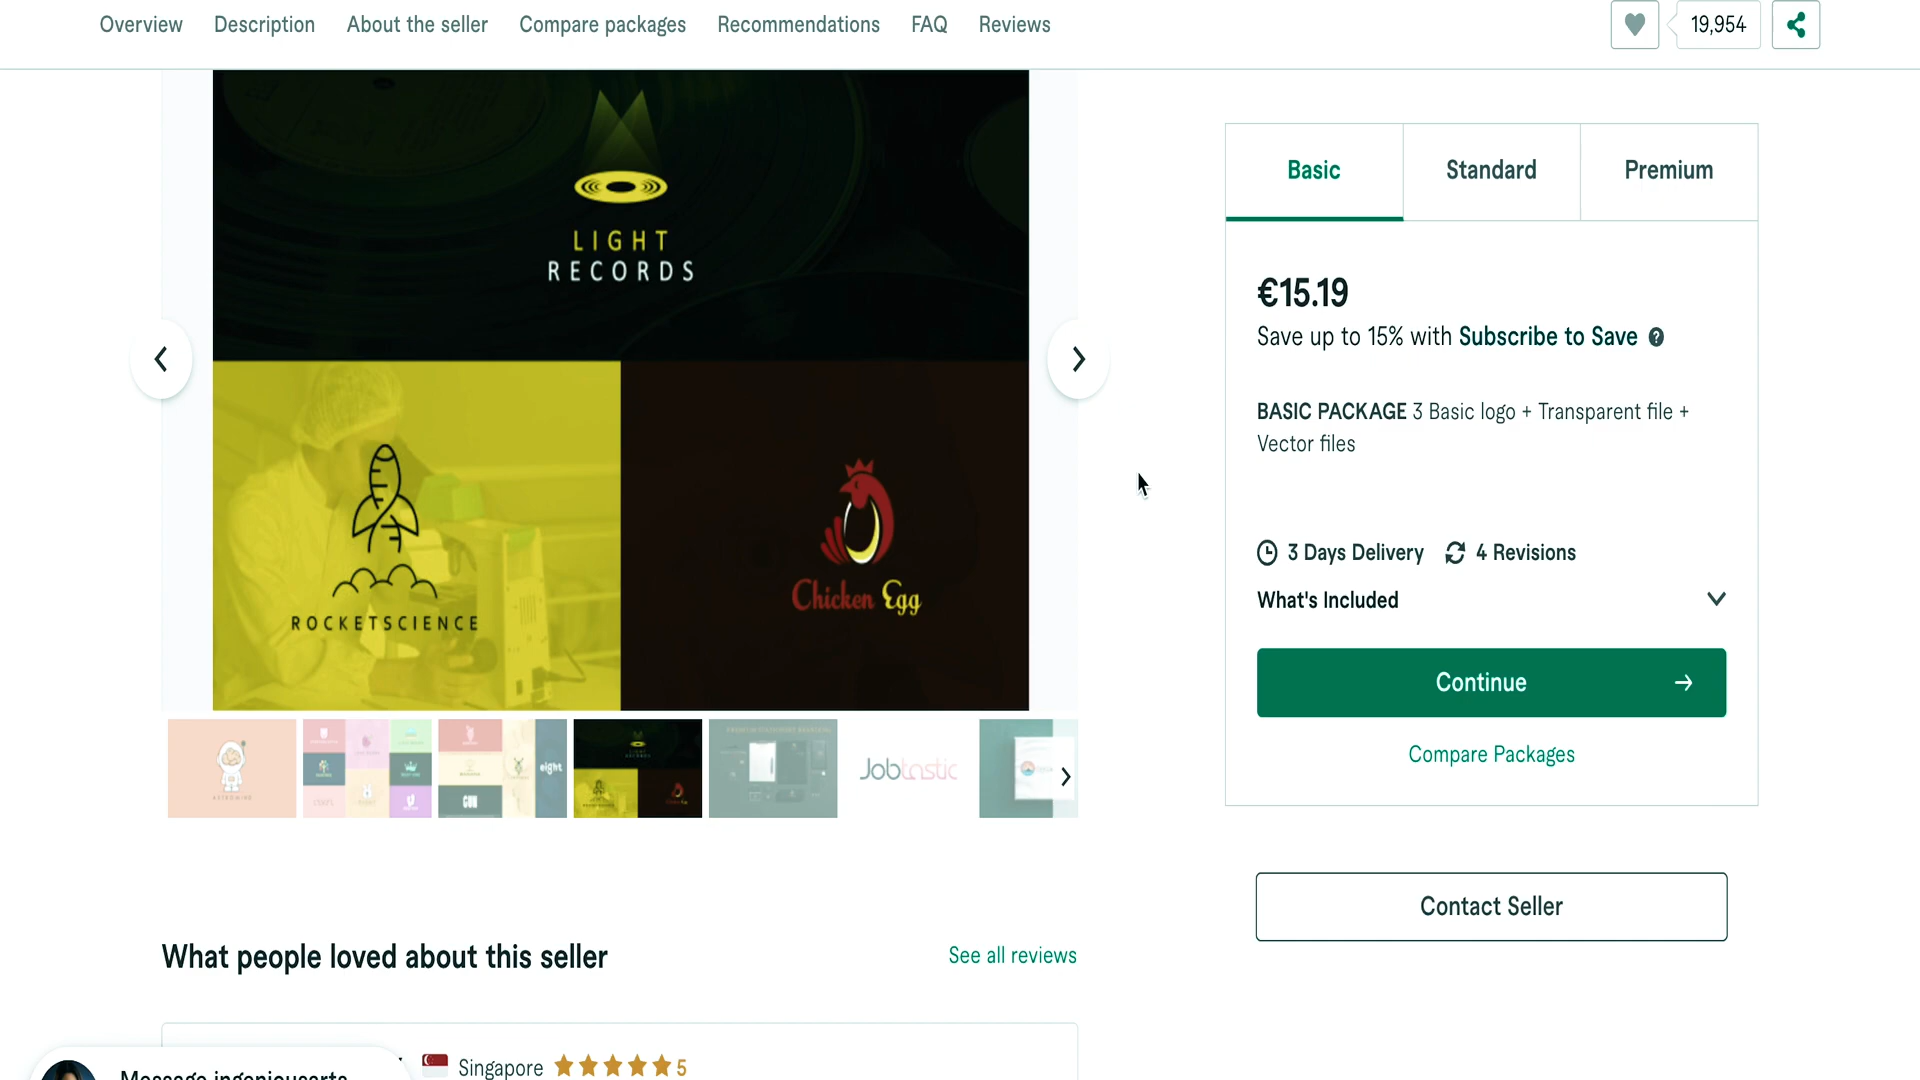 Overview Description About the seller Compare packages Recommendations FAQ Reviews
19,954
LIGHT
RECORDS
ROCKETSCIENCE
Chicken Egg
eight
Jobtastic
Basic Standard Premium
€15.19
Save up to 15% with Subscribe to Save ?
BASIC PACKAGE 3 Basic logo + Transparent file +
Vector files
3 Days Delivery 4 Revisions
What's Included
Continue
Compare Packages
Contact Seller
What people loved about this seller
See all reviews
Singapore 5
Message ingeniousarts